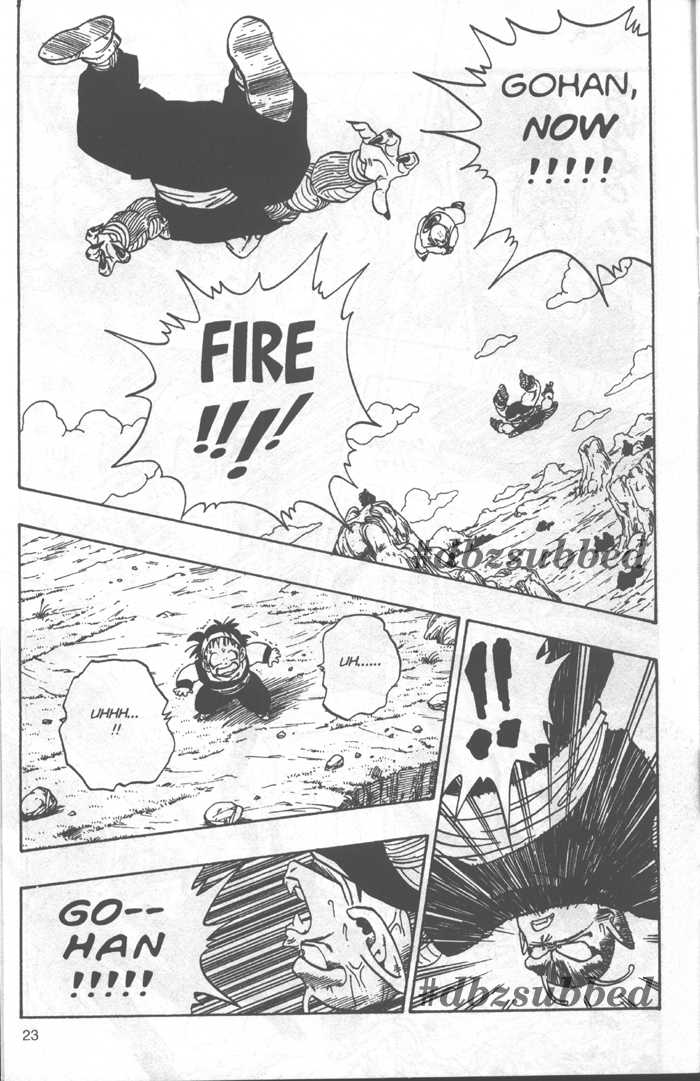 GOHAN,
NOW
!!!!!
FIRE
!!!!
#dbzsubbed
UH......
UHHH...
!!
!!
GO--
HAN
!!!!!
#dbzsubbed
23